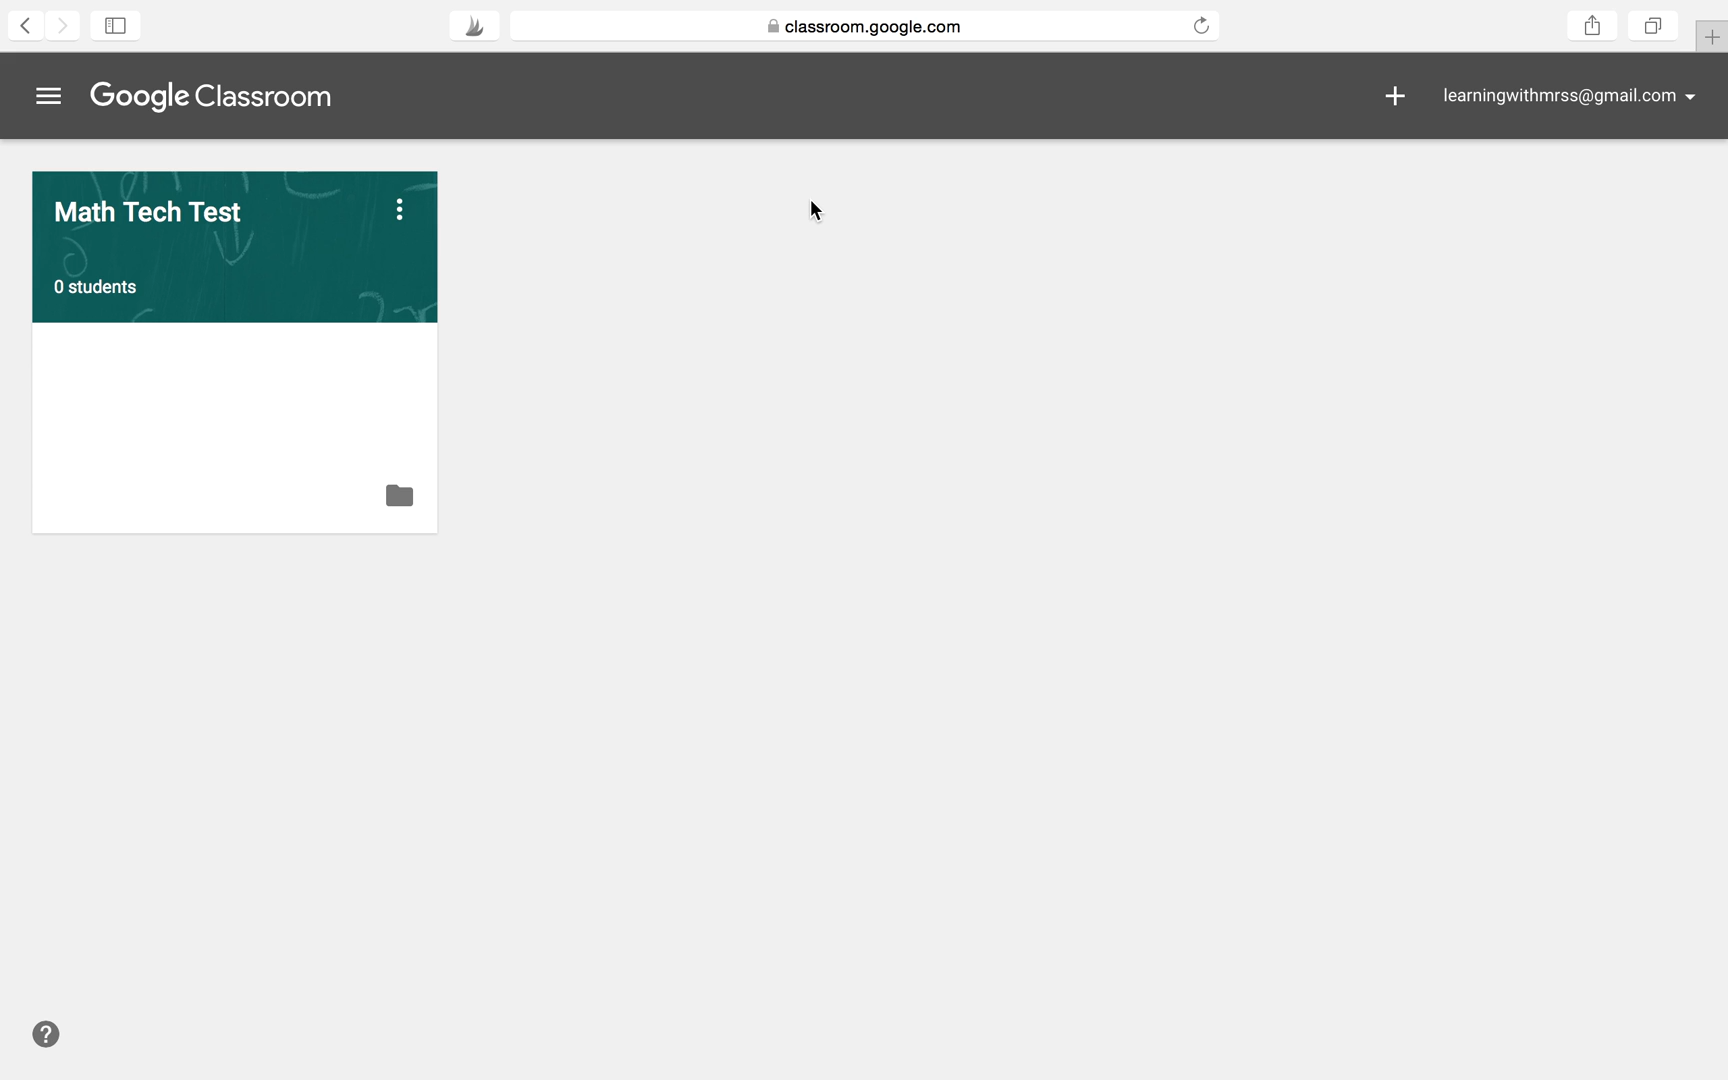 classroom.google.com
Google Classroom
learningwithmrss@gmail.com
Math Tech Test
0 students